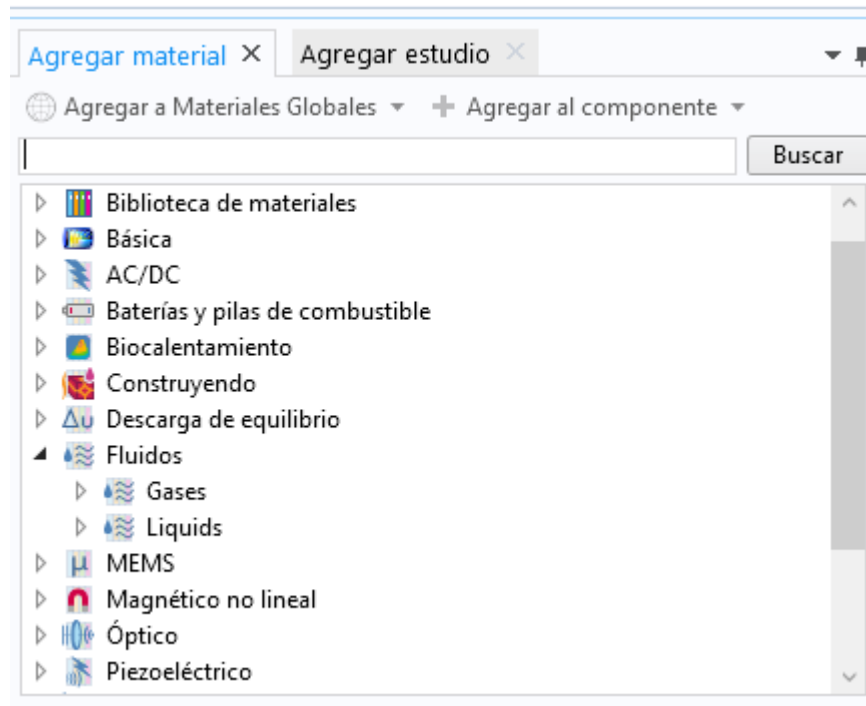 Agregar material × Agregar estudio ×
Agregar a Materiales Globales Agregar al componente
Buscar
Biblioteca de materiales
Básica
AC/DC
Baterías y pilas de combustible
Biocalentamiento
Construyendo
Δυ Descarga de equilibrio
Fluidos
Gases
Liquids
μ MEMS
Magnético no lineal
Óptico
Piezoeléctrico